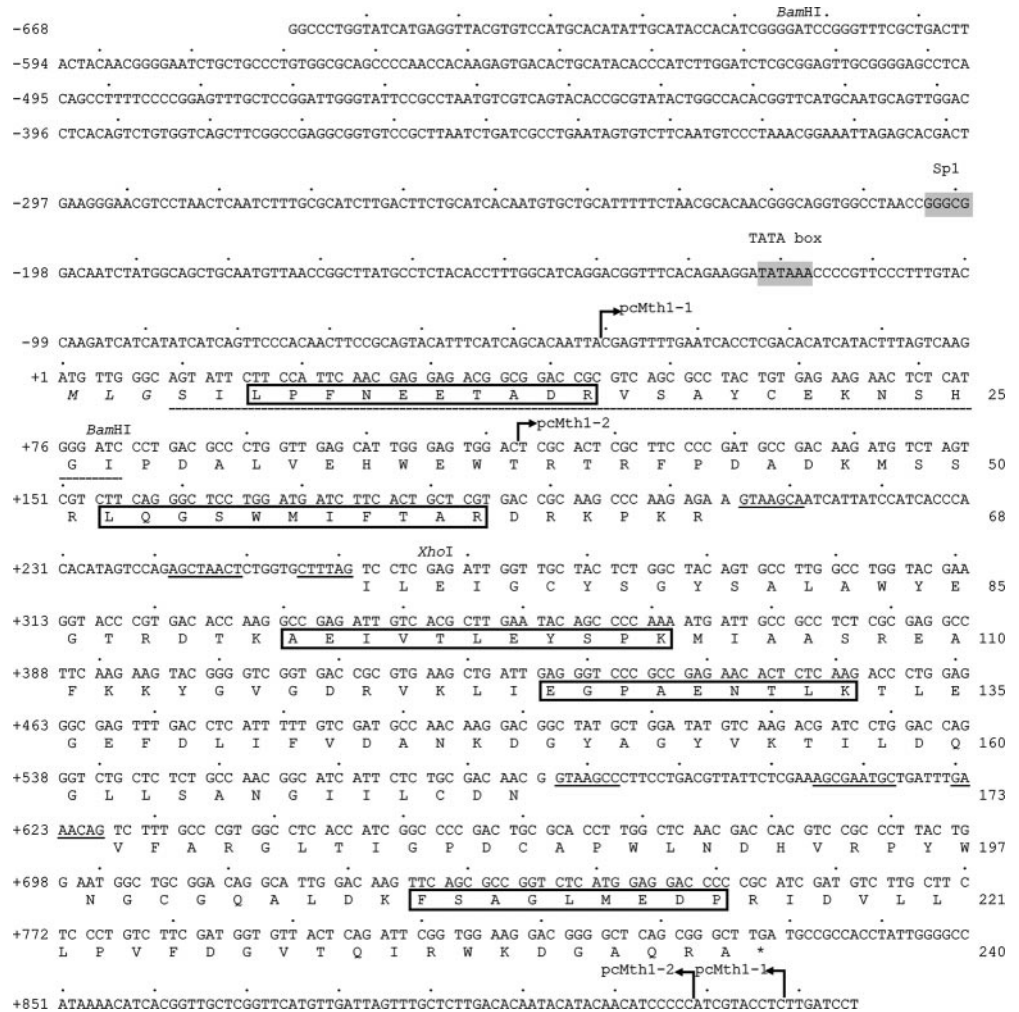 BamHI
-668 GGCCCTGGTATCATGAGGTTACGTGTCCATGCACATATTGCATACCACATCGGGGATCCGGGTTTCGCTGACTT
-594 ACTACAACGGGGAATCTGCTGCCCTGTGGCGCAGCCCCAACCACAAGAGTGACACTGCATACACCCATCTTGGATCTCGCGGAGTTGCGGGGAGCCTCA
-495 CAGCCTTTTTCCCCGGAGTTTGCTCCGGATTGGGTATTCCGCCTAATGTCGTCAGTACACCGCGTATACTGGCCACACGGTTCATGCAATGCAGTTGGAC
-396 CTCACAGTCTGTGGTCAGCTTCGGCCGAGGCGGTGTCCGCTTAATCTGATCGCCTGAATAGTGTCTTCAATGTCCCTAAACGGAAATTAGAGCACGACT
Sp1
-297 GAAGGGAACGTCCTAACTCAATCTTTGCGCATCTTGACTTCTGCATCACAATGTGCTGCATTTTTCTAACGCACAACGGGCAGGTGGCCTAACCGGGCG
TATA box
-198 GACAATCTATGGCAGCTGCAATGTTAACCGGCTTATGCCTCTACACCTTTGGCATCAGGACGGTTTCACAGAAGGATATAAACCCCGTTCCCTTTGTAC
pcMth1-1
-99 CAAGATCATCATATCATCAGTTCCCACAACTTCCGCAGTACATTTCATCAGCACAATTACGAGTTTTGAATCACCTCGACACATCATACTTTAGTCAAG
+1 ATG TTG GGC AGT ATT CTT CCA TTC AAC GAG GAG ACG GCG GAC CGC GTC AGC GCC TAC TGT GAG AAG AAC TCT CAT
M L G S I L P F N E E T A D R V S A Y C E K N S H 25
BamHI pcMth1-2
+76 GGG ATC CCT GAC GCC CTG GTT GAG CAT TGG GAG TGG ACT CGC ACT CGC TTC CCC GAT GCC GAC AAG ATG TCT AGT
G I P D A L V E H W E W T R T R F P D A D K M S S 50
+151 CGT CTT CAG GGC TCC TGG ATG ATC TTC ACT GCT CGT GAC CGC AAG CCC AAG AGA A GTAAGCAATCATTATCCATCACCCA
R L Q G S W M I F T A R D R K P K R 68
XhoI
+231 CACATAGTCCAGAGCTAACTCTGGTGCTTTAG TC CTC GAG ATT GGT TGC TAC TCT GGC TAC AGT GCC TTG GCC TGG TAC GAA
I L E I G C Y S G Y S A L A W Y E 85
+313 GGT ACC CGT GAC ACC AAG GCC GAG ATT GTC ACG CTT GAA TAC AGC CCC AAA ATG ATT GCC GCC TCT CGC GAG GCC
G T R D T K A E I V T L E Y S P K M I A A S R E A 110
+388 TTC AAG AAG TAC GGG GTC GGT GAC CGC GTG AAG CTG ATT GAG GGT CCC GCC GAG AAC ACT CTC AAG ACC CTG GAG
F K K Y G V G D R V K L I E G P A E N T L K T L E 135
+463 GGC GAG TTT GAC CTC ATT TTT GTC GAT GCC AAC AAG GAC GGC TAT GCT GGA TAT GTC AAG ACG ATC CTG GAC CAG
G E F D L I F V D A N K D G Y A G Y V K T I L D Q 160
+538 GGT CTG CTC TCT GCC AAC GGC ATC ATT CTC TGC GAC AAC G GTAAGCCCTTCCTGACGTTATTCTCGAAAGCGAATGCTGATTTGA
G L L S A N G I I L C D N 173
+623 AACAG TC TTT GCC CGT GGC CTC ACC ATC GGC CCC GAC TGC GCA CCT TGG CTC AAC GAC CAC GTC CGC CCT TAC TG
V F A R G L T I G P D C A P W L N D H V R P Y W 197
+698 G AAT GGC TGC GGA CAG GCA TTG GAC AAG TTC AGC GCC GGT CTC ATG GAG GAC CCC CGC ATC GAT GTC TTG CTT C
N G C G Q A L D K F S A G L M E D P R I D V L L 221
+772 TC CCT GTC TTC GAT GGT GTT ACT CAG ATT CGG TGG AAG GAC GGG GCT CAG CGG GCT TGA TGCCGCCACCTATTGGGGCC
L P V F D G V T Q I R W K D G A Q R A * 240
pcMth1-2 pcMth1-1
+851 ATAAAACATCACGGTTGCTCGGTTCATGTTGATTAGTTTGCTCTTGACACAATACATACAACATCCCCCATCGTACCTCTTGATCCT